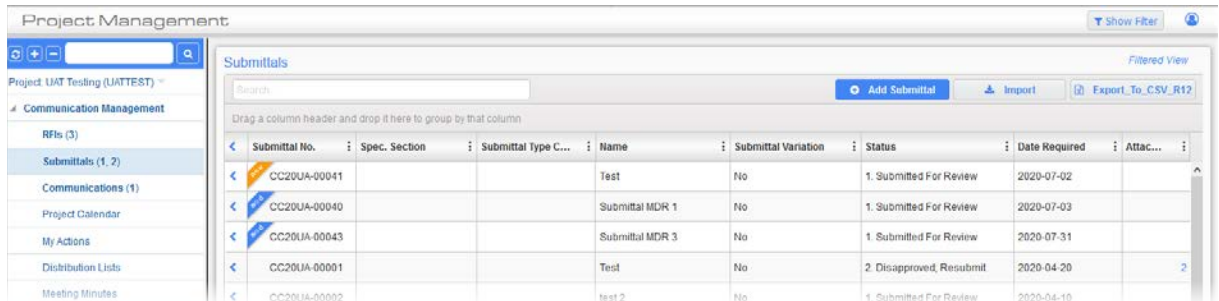 Project Management
Show Filter
Project: UAT Testing (UATTEST)
Communication Management
RFIs (3)
Submittals (1, 2)
Communications (1)
Project Calendar
My Actions
Distribution Lists
Meeting Minutes
Submittals
Filtered View
Search
Add Submittal
Import
Export_To_CSV_R12
Drag a column header and drop it here to group by that column
Submittal No. Spec. Section Submittal Type C... Name Submittal Variation Status Date Required Attac...
CC20UA-00041 Test No 1. Submitted For Review 2020-07-02
CC20UA-00040 Submittal MDR 1 No 1. Submitted For Review 2020-07-03
CC20UA-00043 Submittal MDR 3 No 1. Submitted For Review 2020-07-31
CC20UA-00001 Test No 2. Disapproved, Resubmit 2020-04-20 2
CC20UA-00002 test 2 No 1. Submitted For Review 2020-04-10